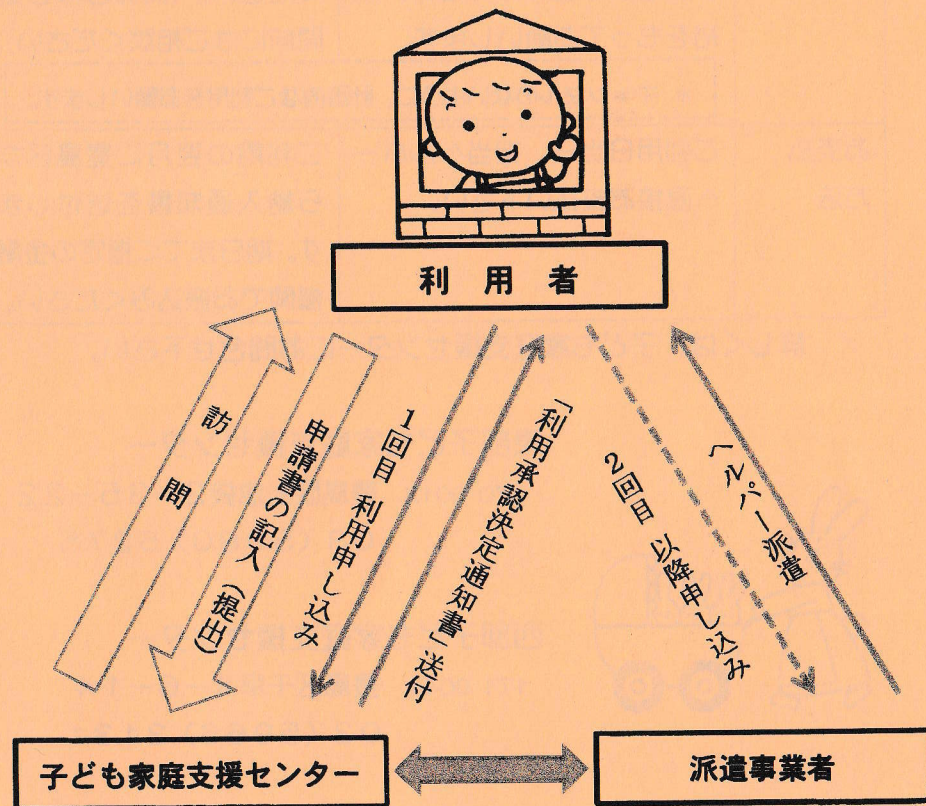 利用者
訪問
申請書の記入（提出）
1回目 利用申し込み
「利用承認決定通知書」送付
2回目 以降申し込み
ヘルパー派遣
子ども家庭支援センター
派遣事業者